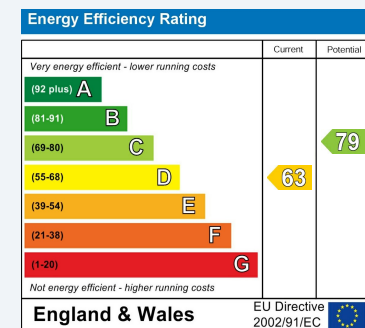 Energy Efficiency Rating
Current Potential
Very energy efficient - lower running costs
(92 plus) A
(81-91) B
(69-80) C 79
(55-68) D 63
(39-54) E
(21-38) F
(1-20) G
Not energy efficient - higher running costs
England & Wales
EU Directive
2002/91/EC